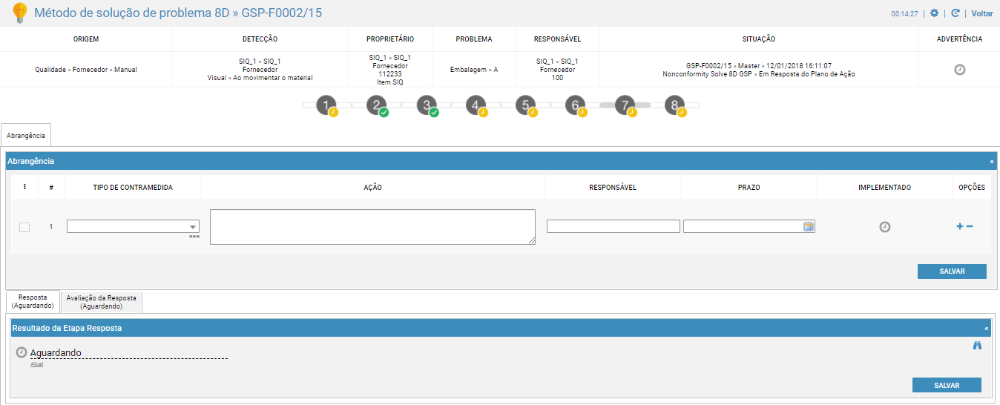 Método de solução de problema 8D » GSP-F0002/15
00:14:27 | | | Voltar
ORIGEM DETECÇÃO PROPRIETÁRIO PROBLEMA RESPONSÁVEL SITUAÇÃO ADVERTÊNCIA
Qualidade » Fornecedor » Manual
SIQ_1 » SIQ_1
Fornecedor
Visual » Ao movimentar o material
SIQ_1 » SIQ_1
Fornecedor
112233
Item SIQ
Embalagem » A
SIQ_1 » SIQ_1
Fornecedor
100
GSP-F0002/15 » Master » 12/01/2018 16:11:07
Nonconformity Solve 8D GSP » Em Resposta do Plano de Ação
1 2 3 4 5 6 7 8
Abrangência
Abrangência «
# TIPO DE CONTRAMEDIDA AÇÃO RESPONSÁVEL PRAZO IMPLEMENTADO OPÇÕES
1
SALVAR
Resposta
(Aguardando)
Avaliação da Resposta
(Aguardando)
Resultado da Etapa Resposta «
Aguardando
Atual
SALVAR